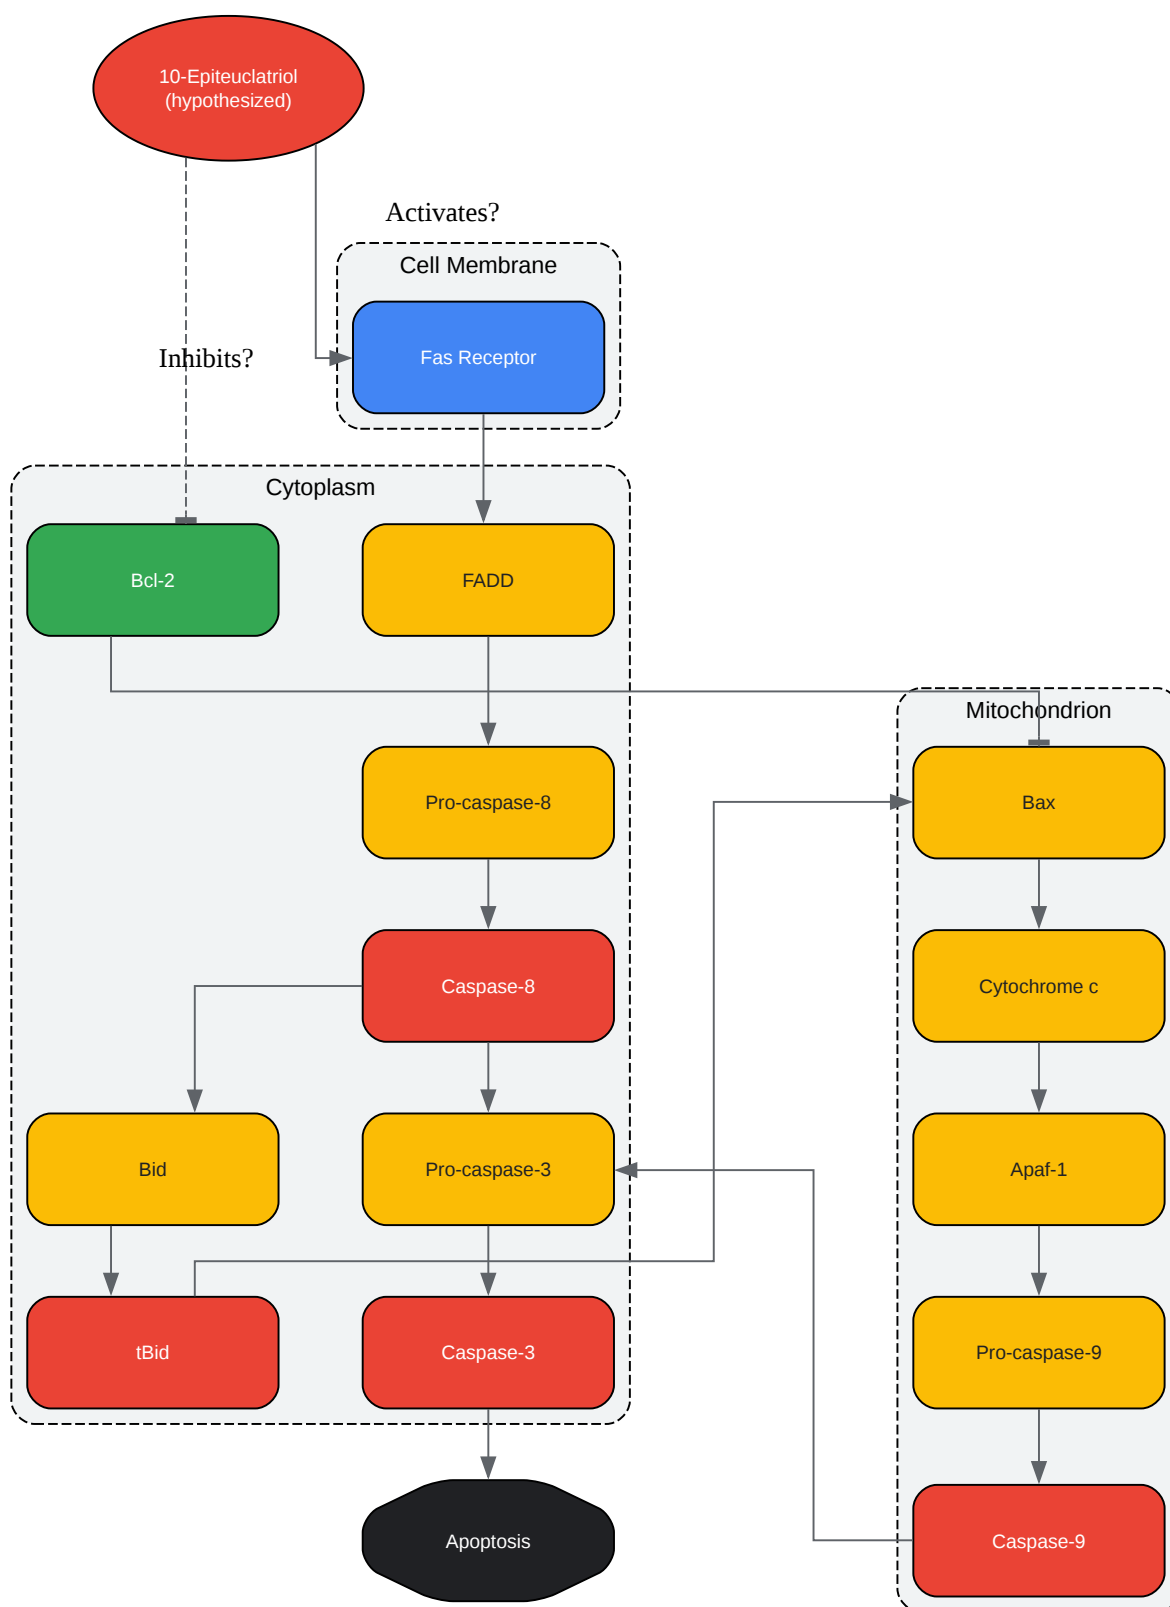 10-Epiteuclatriol
(hypothesized)
Activates?
Cell Membrane
Fas Receptor
Inhibits?
Cytoplasm
Bcl-2
FADD
Mitochondrion
Pro-caspase-8
Bax
Caspase-8
Cytochrome c
Bid
Pro-caspase-3
Apaf-1
tBid
Caspase-3
Pro-caspase-9
Apoptosis
Caspase-9